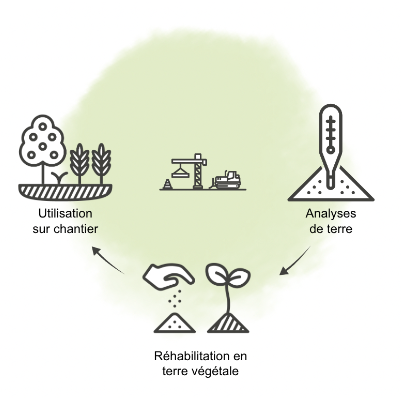 Utilisation
sur chantier
Analyses
de terre
Réhabilitation en
terre végétale